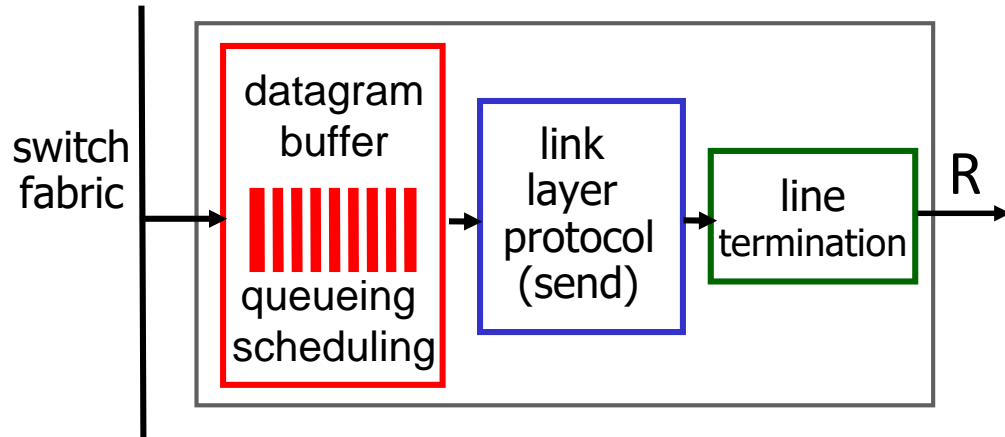 switch
fabric
datagram
buffer
queueing
scheduling
link
layer
protocol
(send)
line
termination
R